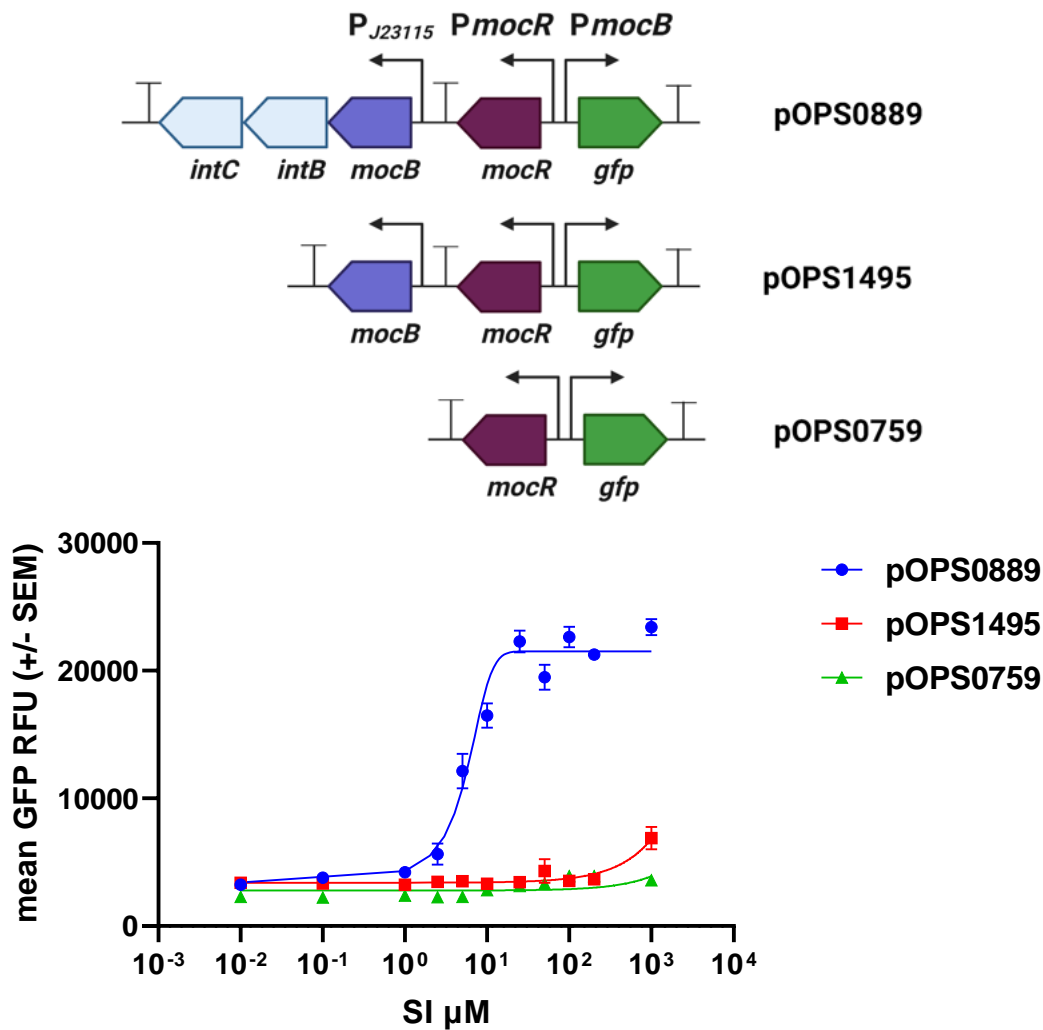 P J23115 PmocR PmocB
pOPS0889
intC intB mocB mocR gfp
pOPS1495
mocB mocR gfp
pOPS0759
mocR gfp
mean GFP RFU (+/- SEM)
30000
20000
10000
0
10-3 10-2 10-1 100 101 102 103 104
SI µM
pOPS0889
pOPS1495
pOPS0759